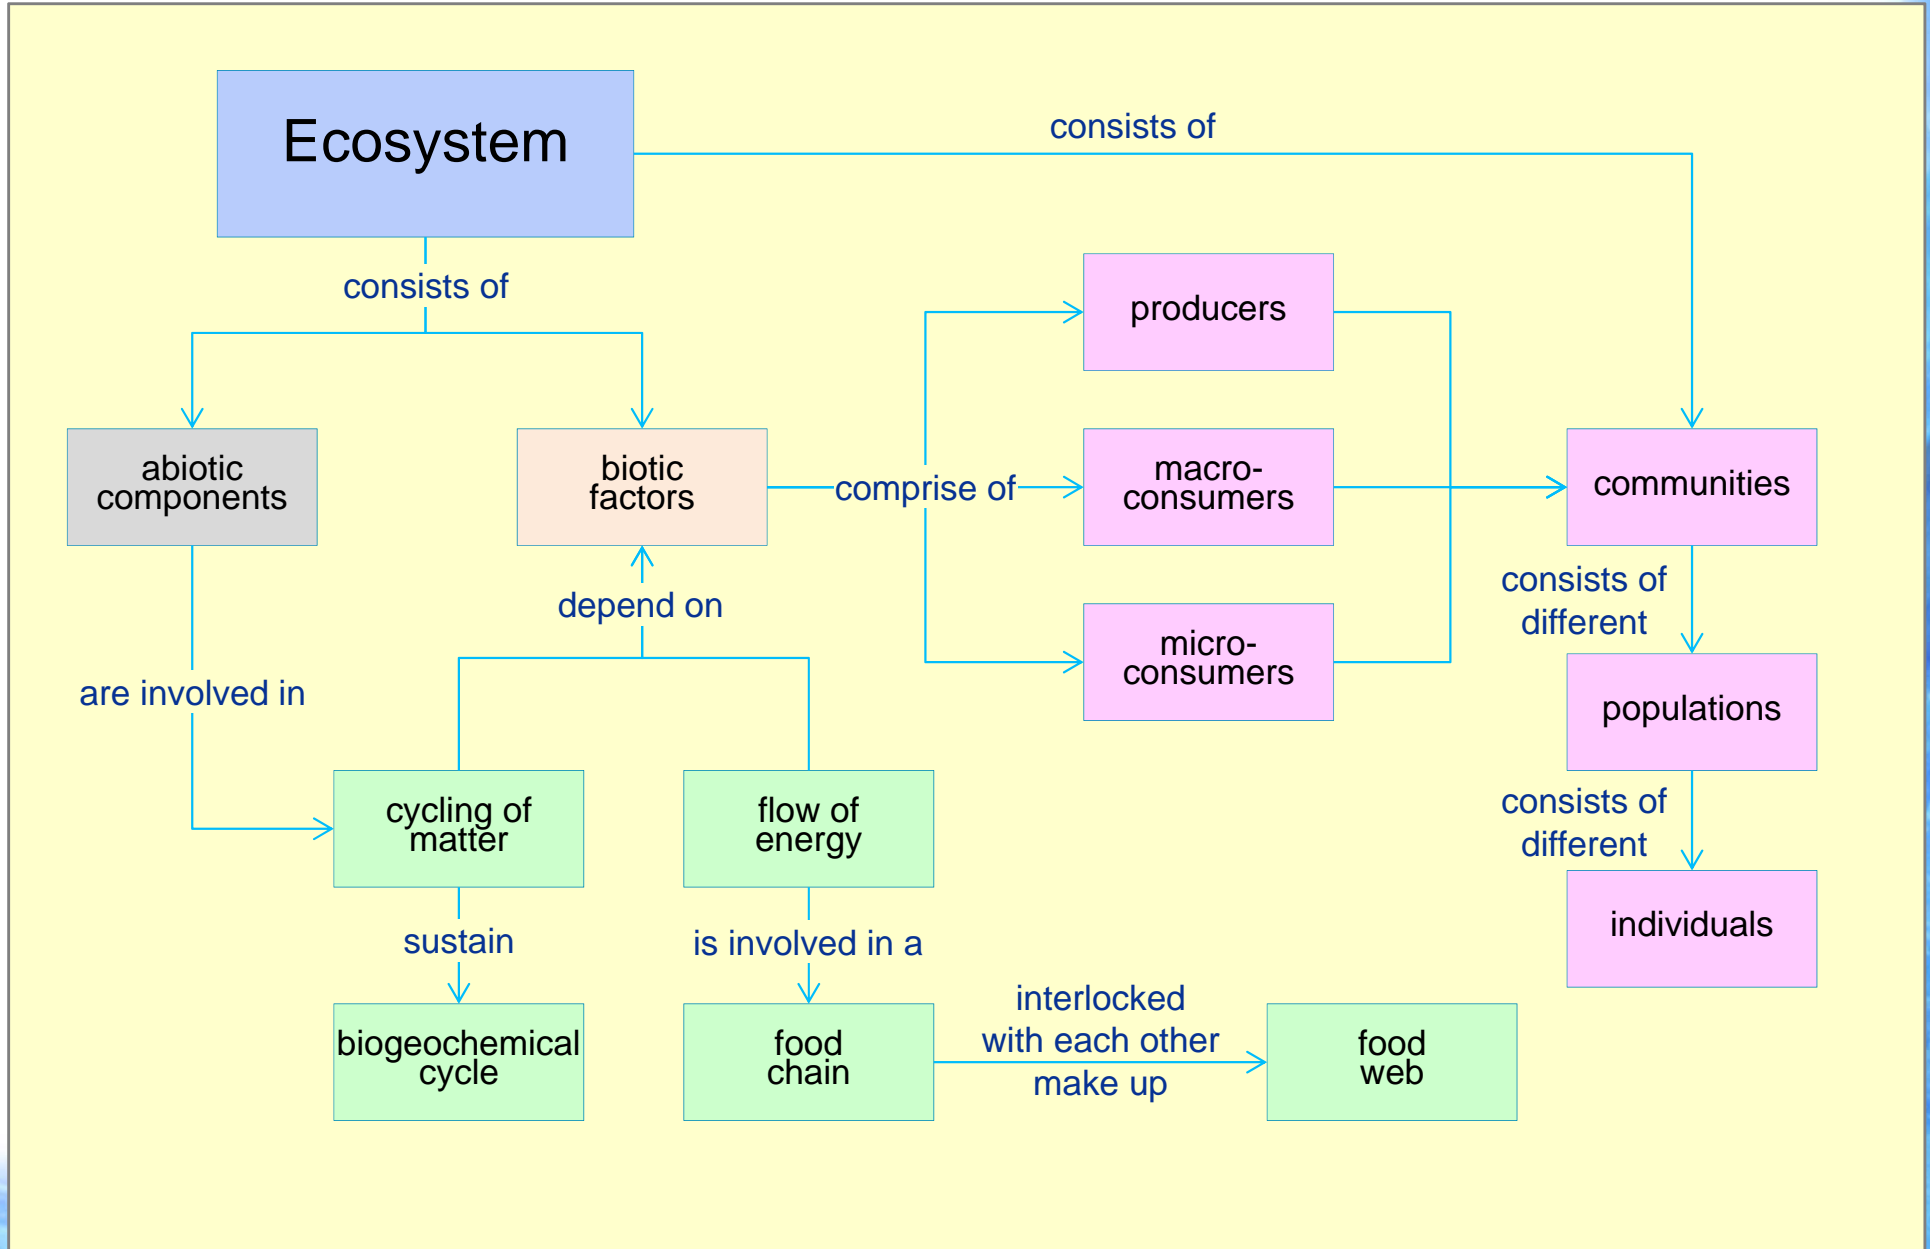 Ecosystem
consists of
consists of
producers
abiotic
components
biotic
factors
comprise of
macro-
consumers
communities
depend on
consists of
different
micro-
consumers
are involved in
populations
cycling of
matter
flow of
energy
consists of
different
individuals
sustain
is involved in a
interlocked
with each other
make up
biogeochemical
cycle
food
chain
food
web